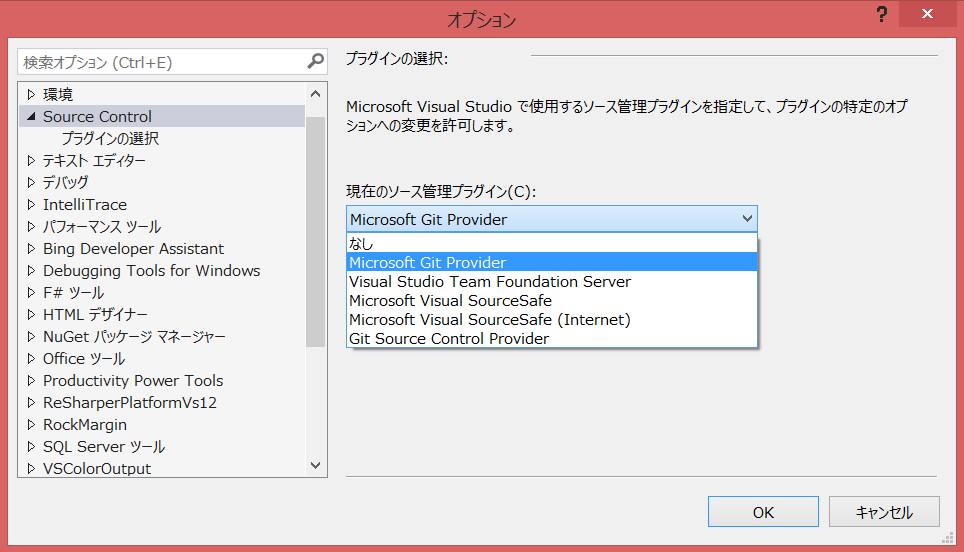 オプション
?
検索オプション (Ctrl+E)
環境
Source Control
プラグインの選択
テキスト エディター
デバッグ
IntelliTrace
パフォーマンス ツール
Bing Developer Assistant
Debugging Tools for Windows
F# ツール
HTML デザイナー
NuGet パッケージ マネージャー
Office ツール
Productivity Power Tools
ReSharperPlatformVs12
RockMargin
SQL Server ツール
VSColorOutput
プラグインの選択:
Microsoft Visual Studio で使用するソース管理プラグインを指定して、プラグインの特定のオプ
ションへの変更を許可します。
現在のソース管理プラグイン(C):
Microsoft Git Provider
なし
Microsoft Git Provider
Visual Studio Team Foundation Server
Microsoft Visual SourceSafe
Microsoft Visual SourceSafe (Internet)
Git Source Control Provider
OK
キャンセル